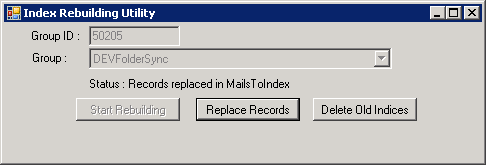 Index Rebuilding Utility
Group ID : 50205
Group : DEVFolderSync
Status : Records replaced in MailsToIndex
Start Rebuilding Replace Records Delete Old Indices